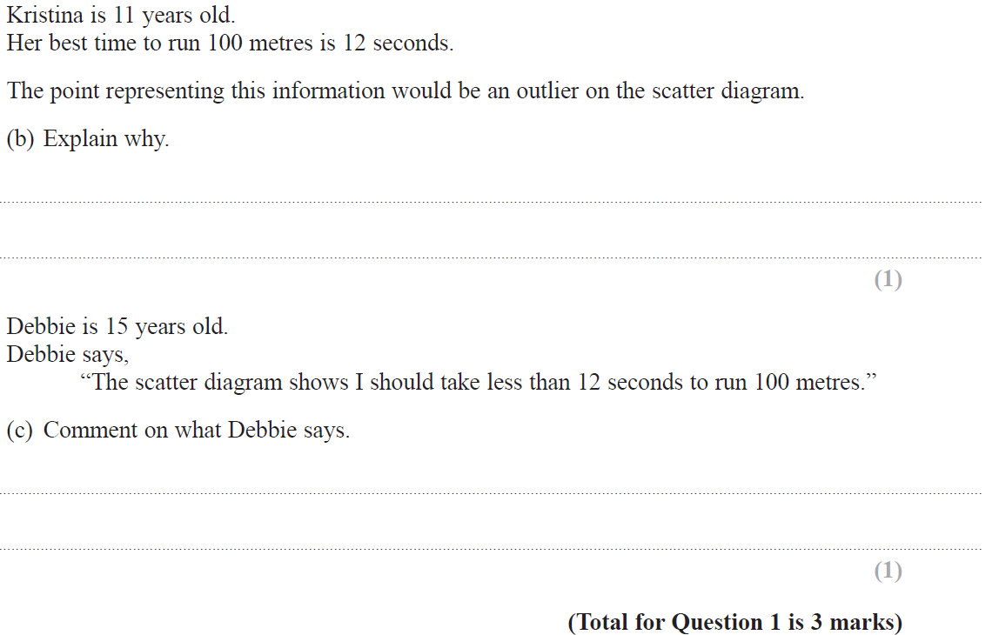 Kristina is 11 years old.
Her best time to run 100 metres is 12 seconds.
The point representing this information would be an outlier on the scatter diagram.
(b) Explain why.
(1)
Debbie is 15 years old.
Debbie says,
“The scatter diagram shows I should take less than 12 seconds to run 100 metres.”
(c) Comment on what Debbie says.
(1)
(Total for Question 1 is 3 marks)